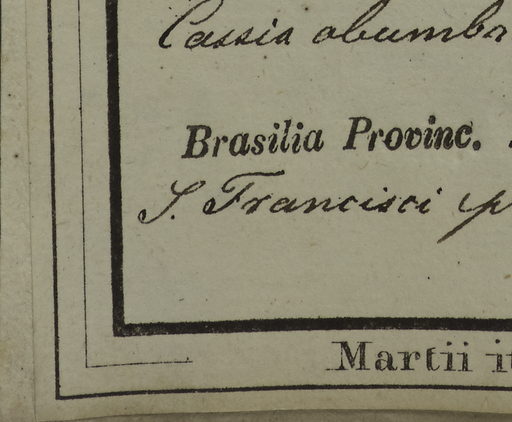 Cassia obumbr
Brasilia Provinc.
S. Francisci
Martii it